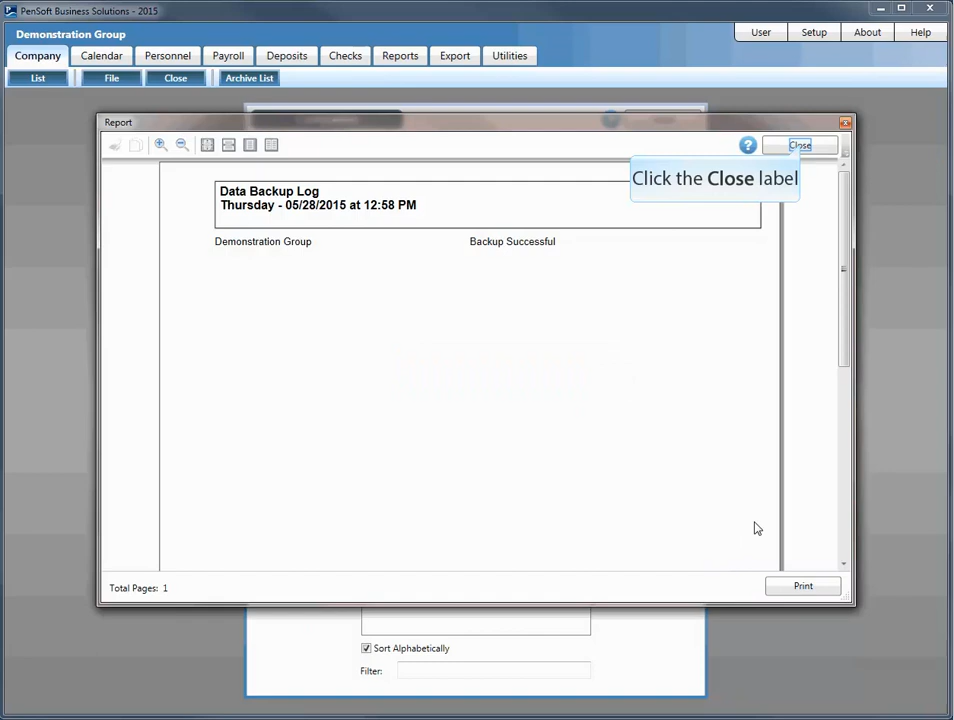 PenSoft Business Solutions - 2015
Demonstration Group
User
Setup
About
Help
Company
Calendar
Personnel
Payroll
Deposits
Checks
Reports
Export
Utilities
List
File
Close
Archive List
Report
?
Close
Click the Close label
Data Backup Log
Thursday - 05/28/2015 at 12:58 PM
Demonstration Group
Backup Successful
Total Pages: 1
Print
Sort Alphabetically
Filter: